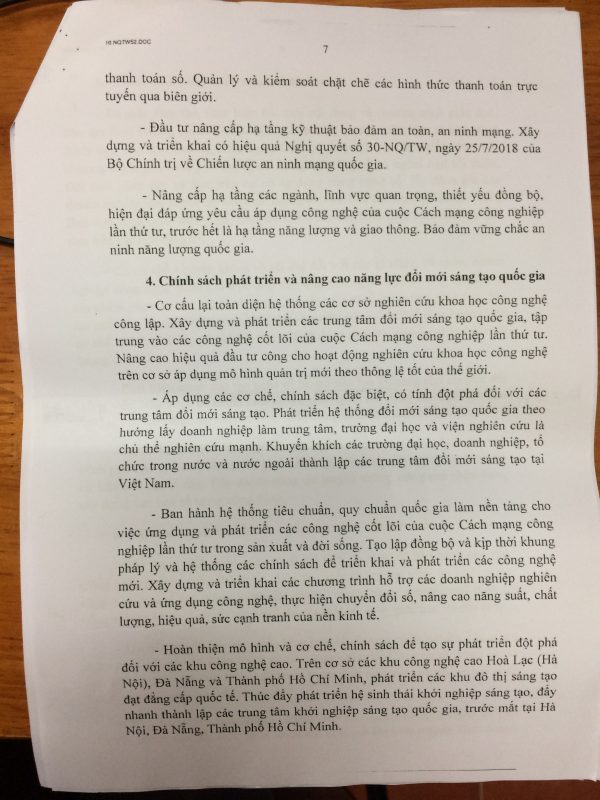 16.NQTW52.DOC
7
thanh toán số. Quản lý và kiểm soát chặt chẽ các hình thức thanh toán trực
tuyến qua biên giới.
- Đầu tư nâng cấp hạ tầng kỹ thuật bảo đảm an toàn, an ninh mạng. Xây
dựng và triển khai có hiệu quả Nghị quyết số 30-NQ/TW, ngày 25/7/2018 của
Bộ Chính trị về Chiến lược an ninh mạng quốc gia.
- Nâng cấp hạ tầng các ngành, lĩnh vực quan trọng, thiết yếu đồng bộ,
hiện đại đáp ứng yêu cầu áp dụng công nghệ của cuộc Cách mạng công nghiệp
lần thứ tư, trước hết là hạ tầng năng lượng và giao thông. Bảo đảm vững chắc an
ninh năng lượng quốc gia.
4. Chính sách phát triển và nâng cao năng lực đổi mới sáng tạo quốc gia
- Cơ cấu lại toàn diện hệ thống các cơ sở nghiên cứu khoa học công nghệ
công lập. Xây dựng và phát triển các trung tâm đổi mới sáng tạo quốc gia, tập
trung vào các công nghệ cốt lõi của cuộc Cách mạng công nghiệp lần thứ tư.
Nâng cao hiệu quả đầu tư công cho hoạt động nghiên cứu khoa học công nghệ
trên cơ sở áp dụng mô hình quản trị mới theo thông lệ tốt của thế giới.
- Áp dụng các cơ chế, chính sách đặc biệt, có tính đột phá đối với các
trung tâm đổi mới sáng tạo. Phát triển hệ thống đổi mới sáng tạo quốc gia theo
hướng lấy doanh nghiệp làm trung tâm, trường đại học và viện nghiên cứu là
chủ thể nghiên cứu mạnh. Khuyến khích các trường đại học, doanh nghiệp, tổ
chức trong nước và nước ngoài thành lập các trung tâm đổi mới sáng tạo tại
Việt Nam.
- Ban hành hệ thống tiêu chuẩn, quy chuẩn quốc gia làm nền tảng cho
việc ứng dụng và phát triển các công nghệ cốt lõi của cuộc Cách mạng công
nghiệp lần thứ tư trong sản xuất và đời sống. Tạo lập đồng bộ và kịp thời khung
pháp lý và hệ thống các chính sách để triển khai và phát triển các công nghệ
mới. Xây dựng và triển khai các chương trình hỗ trợ các doanh nghiệp nghiên
cứu và ứng dụng công nghệ, thực hiện chuyển đổi số, nâng cao năng suất, chất
lượng, hiệu quả, sức cạnh tranh của nền kinh tế.
- Hoàn thiện mô hình và cơ chế, chính sách để tạo sự phát triển đột phá
đối với các khu công nghệ cao. Trên cơ sở các khu công nghệ cao Hoà Lạc (Hà
Nội), Đà Nẵng và Thành phố Hồ Chí Minh, phát triển các khu đô thị sáng tạo
đạt đẳng cấp quốc tế. Thúc đẩy phát triển hệ sinh thái khởi nghiệp sáng tạo, đẩy
nhanh thành lập các trung tâm khởi nghiệp sáng tạo quốc gia, trước mắt tại Hà
Nội, Đà Nẵng, Thành phố Hồ Chí Minh.